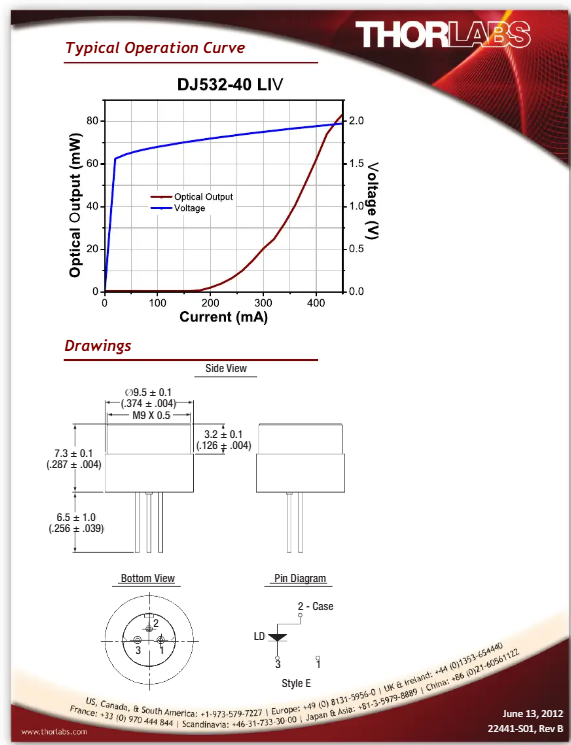 THORLABS
Typical Operation Curve
DJ532-40 LIV
Optical Output (mW)
80
60
40
20
0
Optical Output
Voltage
2.0
1.5
1.0
0.5
0.0
Voltage (V)
0 100 200 300 400
Current (mA)
Drawings
Side View
Ø9.5 ± 0.1
(.374 ± .004)
M9 X 0.5
3.2 ± 0.1
(.126 ± .004)
7.3 ± 0.1
(.287 ± .004)
6.5 ± 1.0
(.256 ± .039)
Bottom View
2
3 1
Pin Diagram
2 - Case
LD
3 1
Style E
US, Canada, & South America: +1-973-579-7227 | Europe: +49 (0) 8131-5956-0 | UK & Ireland: +44 (0)1353-654440
France: +33 (0) 970 444 844 | Scandinavia: +46-31-733-30-00 | Japan & Asia: +81-3-5979-8889 | China: +86 (0)21-60561122
www.thorlabs.com
June 13, 2012
22441-S01, Rev B